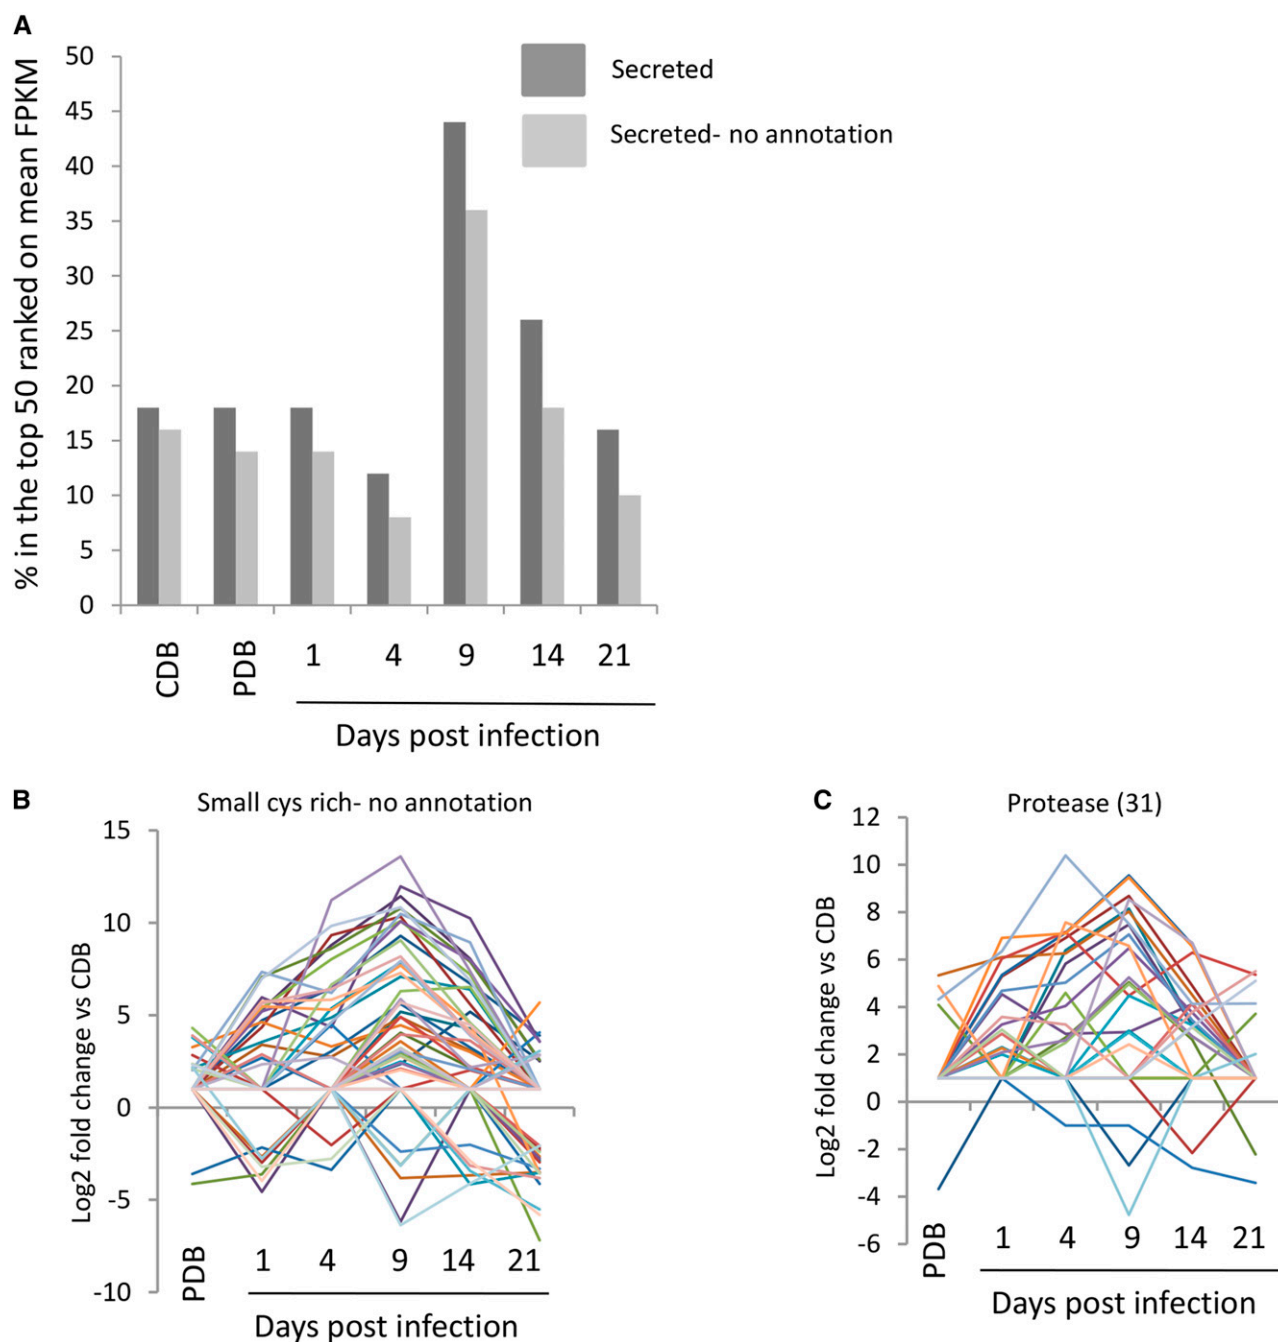 A
% in the top 50 ranked on mean FPKM
50
45
40
35
30
25
20
15
10
5
0
Secreted
Secreted- no annotation
CDB
PDB
1
4
9
14
21
Days post infection
B
Small cys rich- no annotation
Log2 fold change vs CDB
15
10
5
0
-5
-10
PDB
1
4
9
14
21
Days post infection
C
Protease (31)
Log2 fold change vs CDB
12
10
8
6
4
2
0
-2
-4
-6
PDB
1
4
9
14
21
Days post infection